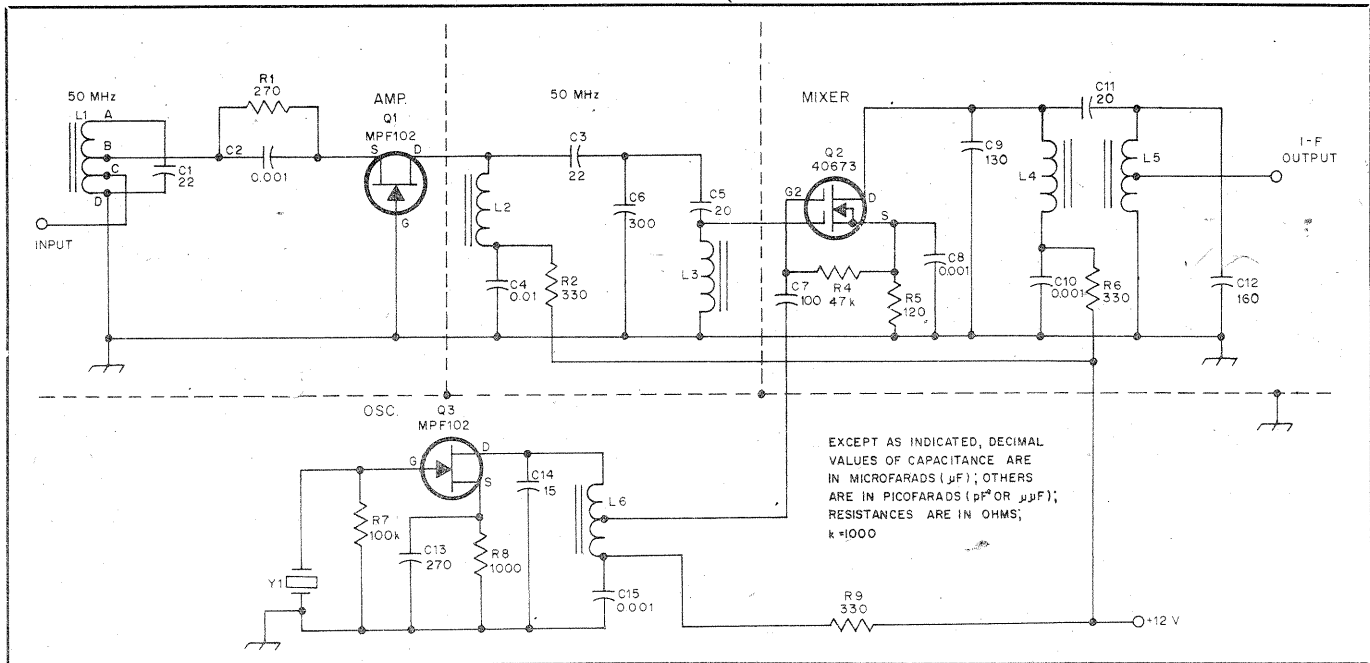 50 MHz
L1
A
B
C
D
C1
22
INPUT
R1
270
C2
0.001
AMP.
Q1
MPF102
S
D
G
50 MHz
C3
22
L2
C4
0.01
R2
330
C6
300
C5
20
L3
MIXER
Q2
40673
G2
D
S
C7
100
R4
47k
R5
120
C8
0.001
C9
130
L4
C10
0.001
R6
330
C11
20
L5
I-F
OUTPUT
C12
160
OSC.
Q3
MPF102
G
D
S
R7
100k
Y1
C13
270
R8
1000
C14
15
L6
C15
0.001
R9
330
+12 V
EXCEPT AS INDICATED, DECIMAL
VALUES OF CAPACITANCE ARE
IN MICROFARADS (µF); OTHERS
ARE IN PICOFARADS (pF OR µµF);
RESISTANCES ARE IN OHMS;
k=1000